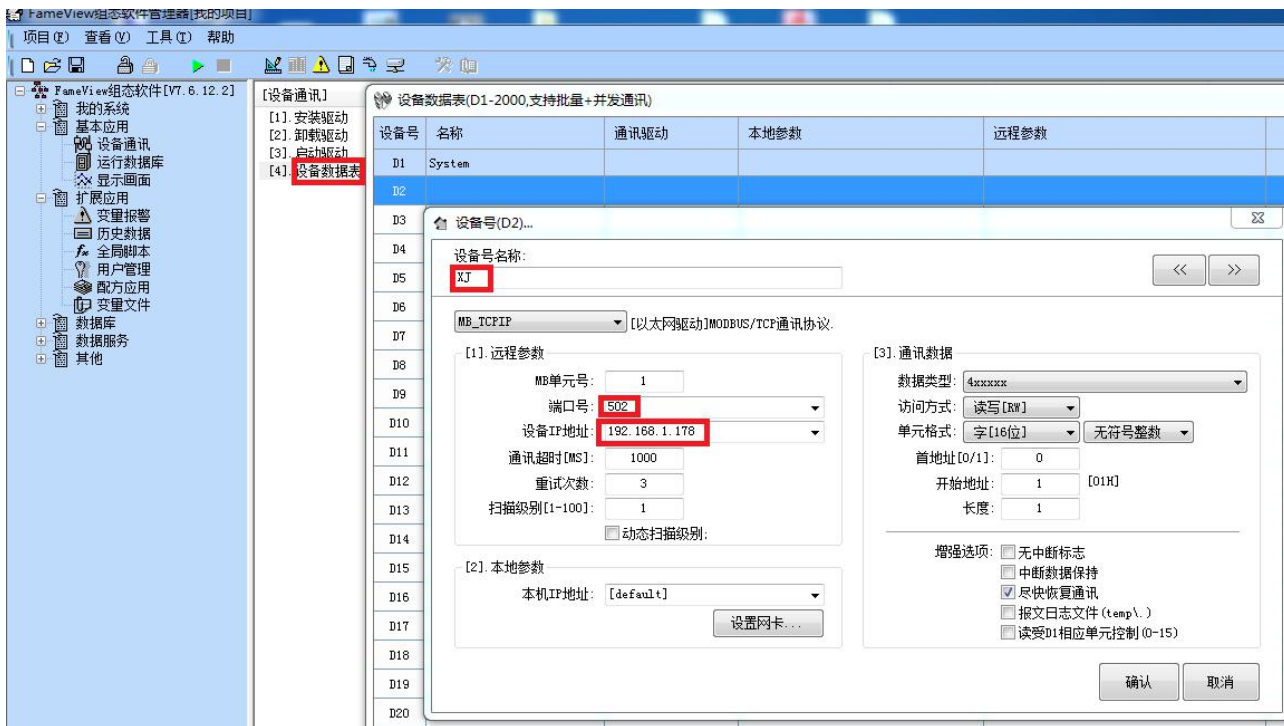 FameView组态软件管理器[我的项目]
项目(F) 查看(V) 工具(T) 帮助
FameView组态软件[V7.6.12.2]
我的系统
基本应用
设备通讯
运行数据库
显示画面
扩展应用
变量报警
历史数据
全局脚本
用户管理
配方应用
变量文件
数据库
数据服务
其他
[设备通讯]
[1].安装驱动
[2].卸载驱动
[3].启动驱动
[4].设备数据表
设备数据表(D1-2000,支持批量+并发通讯)
设备号 名称 通讯驱动 本地参数 远程参数
D1 System
D2
D3
D4
D5
D6
D7
D8
D9
D10
D11
D12
D13
D14
D15
D16
D17
D18
D19
D20
设备号(D2)...
设备号名称:
XJ
<< >>
MB_TCPIP [以太网驱动]MODBUS/TCP通讯协议.
[1].远程参数
MB单元号: 1
端口号: 502
设备IP地址: 192.168.1.178
通讯超时[MS]: 1000
重试次数: 3
扫描级别[1-100]: 1
动态扫描级别;
[2].本地参数
本机IP地址: [default]
设置网卡...
[3].通讯数据
数据类型: 4xxxxx
访问方式: 读写[RW]
单元格式: 字[16位] 无符号整数
首地址[0/1]: 0
开始地址: 1 [01H]
长度: 1
增强选项: 无中断标志
中断数据保持
尽快恢复通讯
报文日志文件(temp\.)
读受D1相应单元控制(0-15)
确认 取消